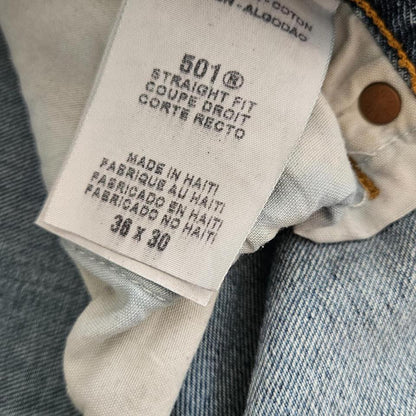 COTON
N - ALGODÃO
501®
STRAIGHT FIT
COUPE DROIT
CORTE RECTO
MADE IN HAITI
FABRIQUE AU HAITI
FABRICADO EN HAITI
FABRICADO NO HAITI
36 x 30